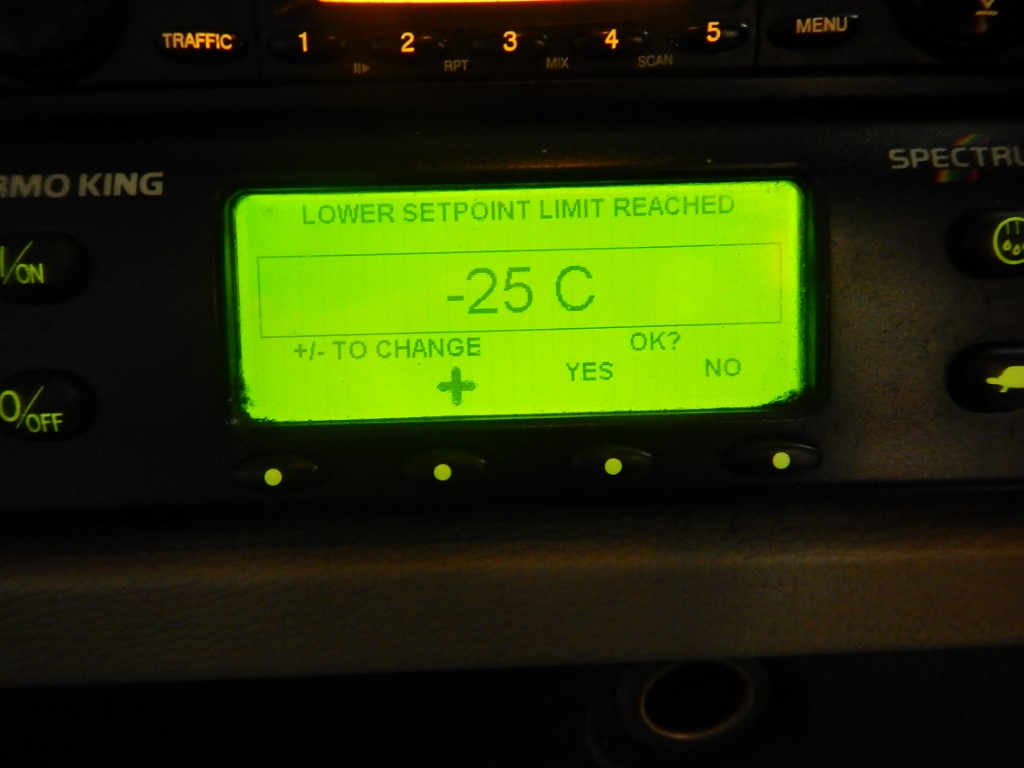 TRAFFIC 1 2 3 4 5 MENU
RPT MIX SCAN
RMO KING
SPECTRU
LOWER SETPOINT LIMIT REACHED
I/ON
-25 C
+/- TO CHANGE OK?
+ YES NO
O/OFF